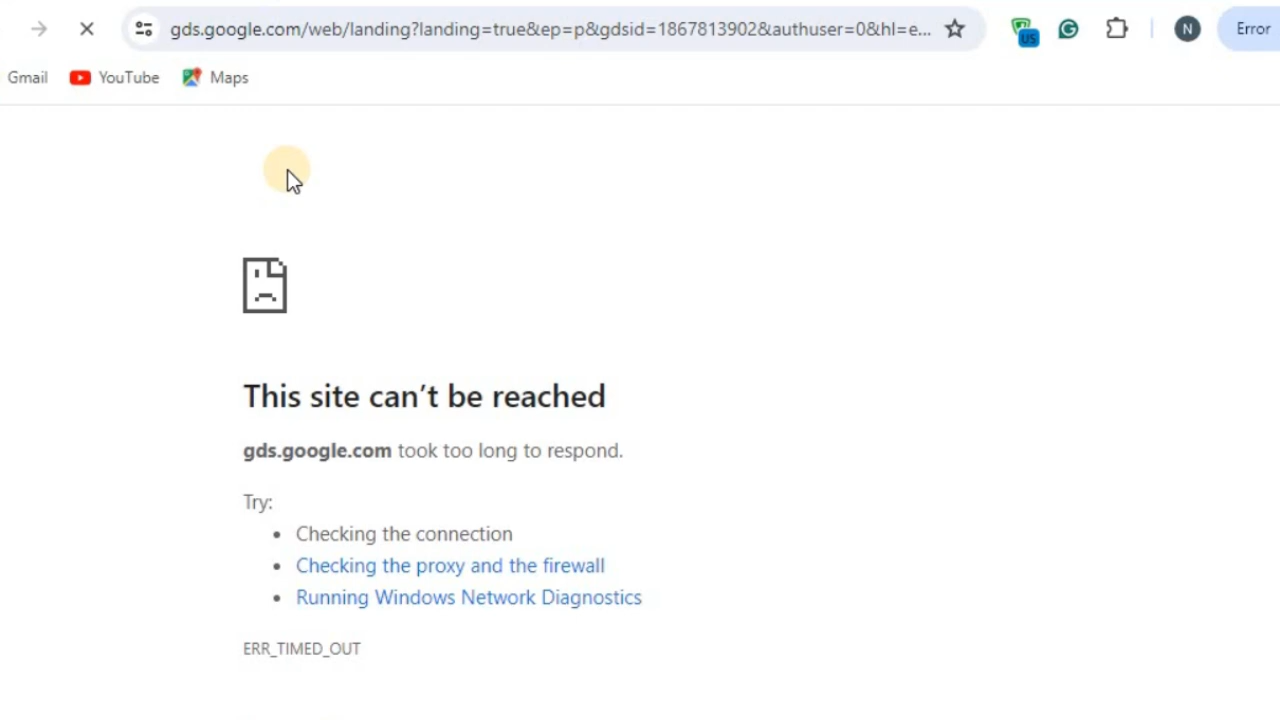 gds.google.com/web/landing?landing=true&ep=p&gdsid=1867813902&authuser=0&hl=e...
US
N
Error
Gmail
YouTube
Maps
This site can’t be reached
gds.google.com took too long to respond.
Try:
• Checking the connection
• Checking the proxy and the firewall
• Running Windows Network Diagnostics
ERR_TIMED_OUT